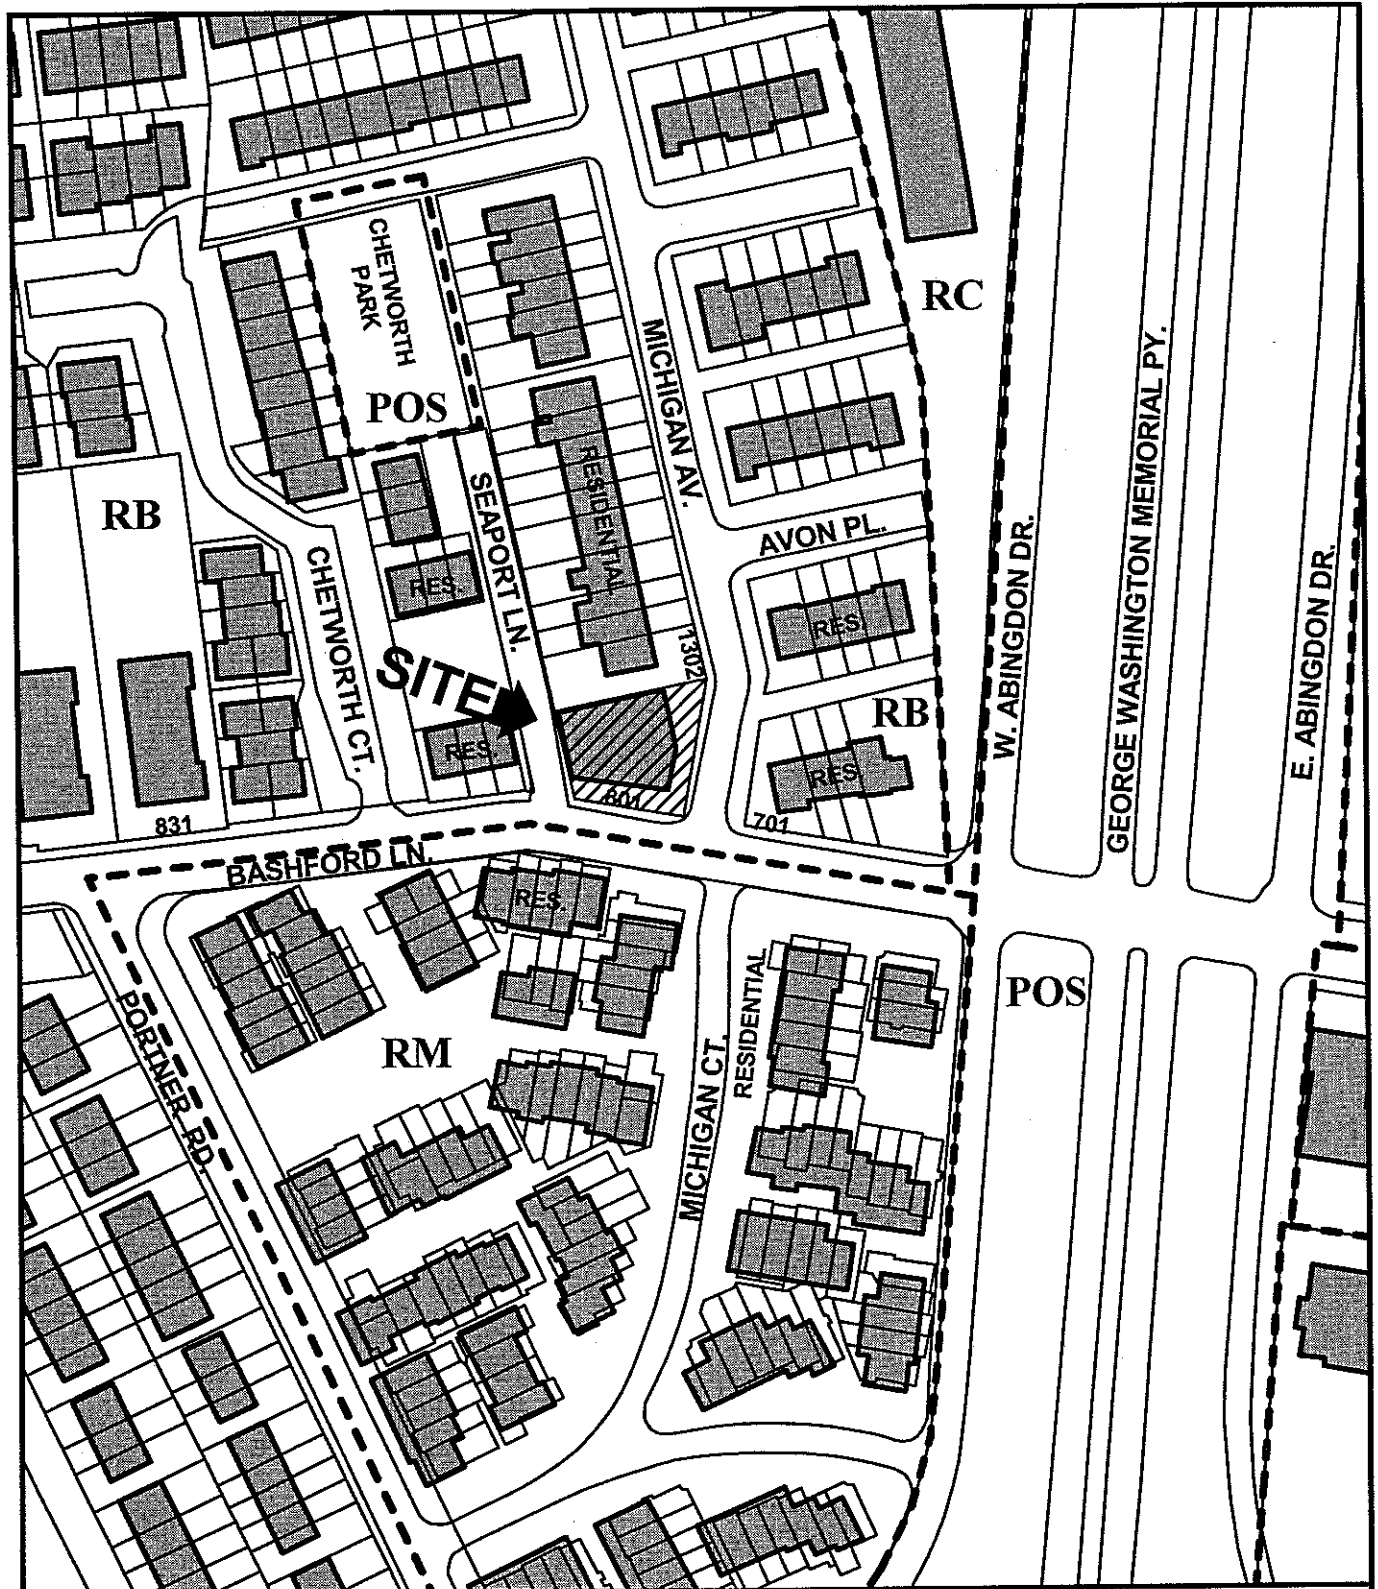 CHETWORTH
PARK
RC
MICHIGAN AV.
POS
RB
SEAPORT LN.
RESIDENTIAL
AVON PL.
W. ABINGDON DR.
GEORGE WASHINGTON MEMORIAL PY.
E. ABINGDON DR.
CHETWORTH CT.
RES.
RES.
1302
SITE
RB
RES.
RES.
801
701
831
BASHFORD LN.
RES.
PORTNER RD.
RM
MICHIGAN CT.
RESIDENTIAL
POS